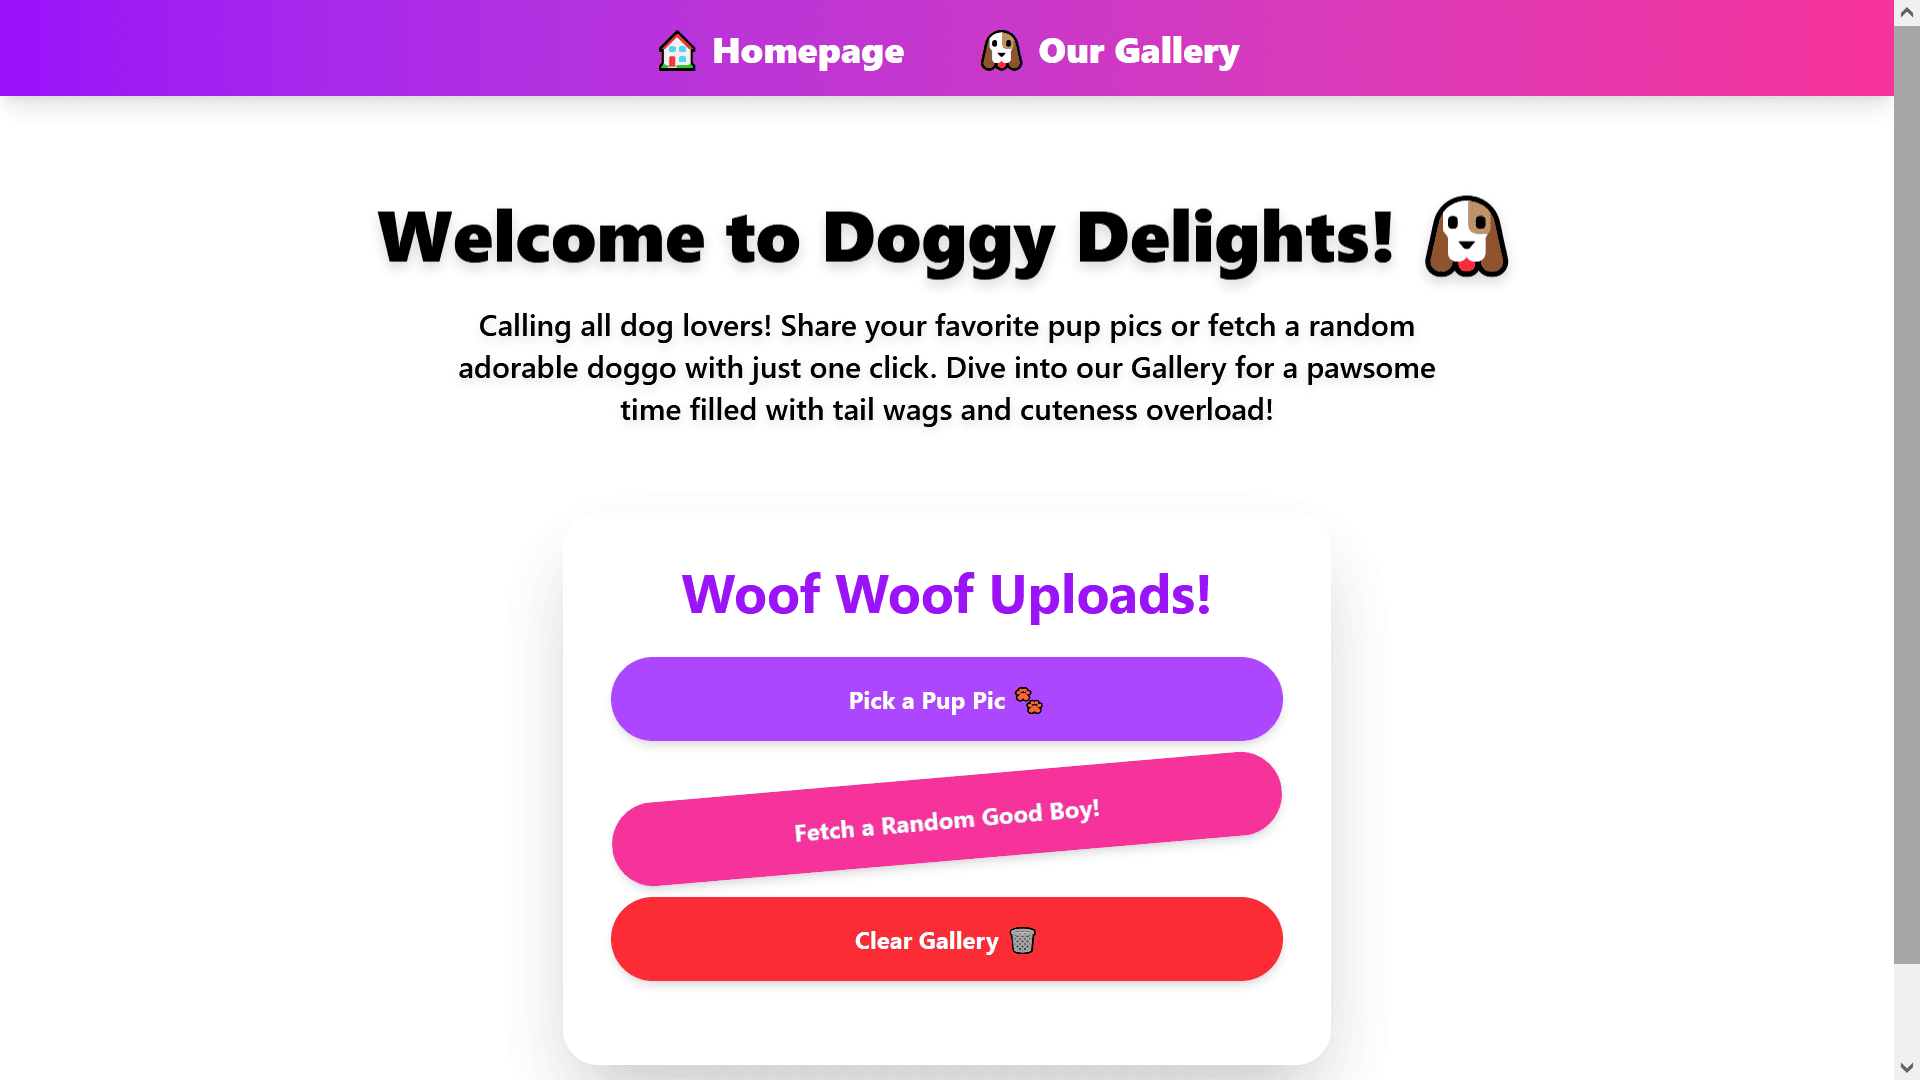 Homepage
Our Gallery
Welcome to Doggy Delights!
Calling all dog lovers! Share your favorite pup pics or fetch a random
adorable doggo with just one click. Dive into our Gallery for a pawsome
time filled with tail wags and cuteness overload!
Woof Woof Uploads!
Pick a Pup Pic
Fetch a Random Good Boy!
Clear Gallery